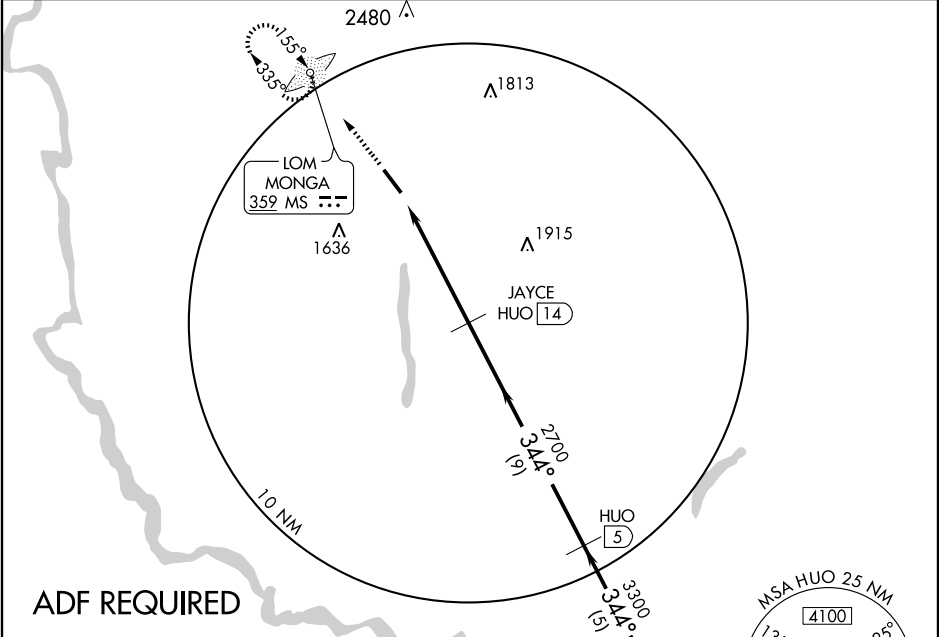 2480
155°
335°
1813
LOM
MONGA
359 MS
1636
1915
JAYCE
HUO 14
2700
344°
(9)
10 NM
HUO
5
3300
344°
(5)
ADF REQUIRED
MSA HUO 25 NM
4100